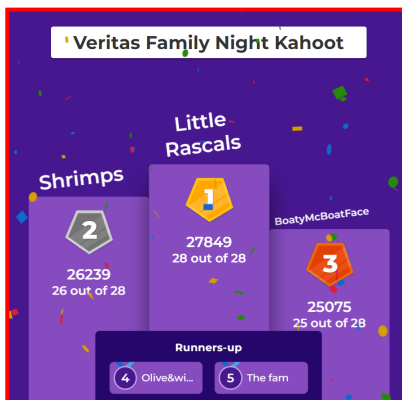 Veritas Family Night Kahoot
Little
Rascals
Shrimps
1
BoatyMcBoatFace
2
27849
3
28 out of 28
26239
26 out of 28
25075
25 out of 28
Runners-up
4 Olive&wi... 5 The fam